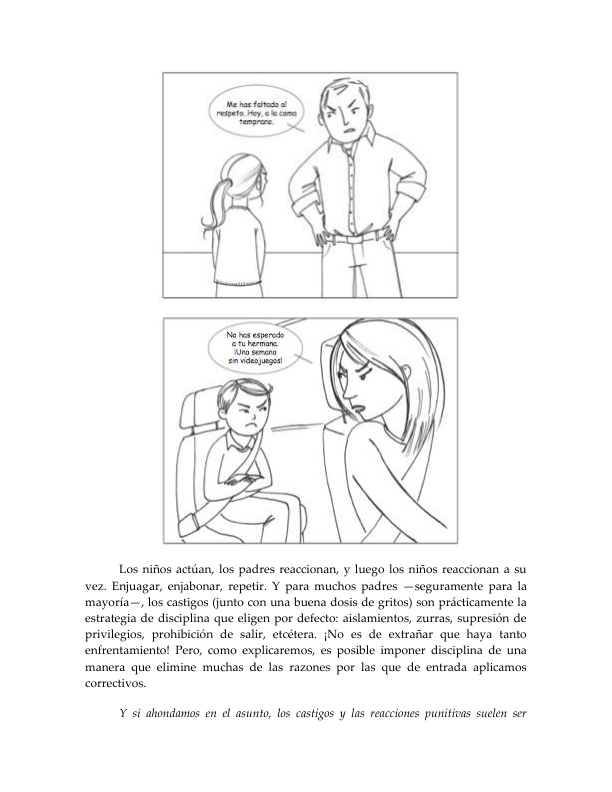 Me has faltado al
respeto. Hoy, a la cama
temprano.
No has esperado
a tu hermana.
¡Una semana
sin videojuegos!
Los niños actúan, los padres reaccionan, y luego los niños reaccionan a su
vez. Enjuagar, enjabonar, repetir. Y para muchos padres —seguramente para la
mayoría—, los castigos (junto con una buena dosis de gritos) son prácticamente la
estrategia de disciplina que eligen por defecto: aislamientos, zurras, supresión de
privilegios, prohibición de salir, etcétera. ¡No es de extrañar que haya tanto
enfrentamiento! Pero, como explicaremos, es posible imponer disciplina de una
manera que elimine muchas de las razones por las que de entrada aplicamos
correctivos.
Y si ahondamos en el asunto, los castigos y las reacciones punitivas suelen ser